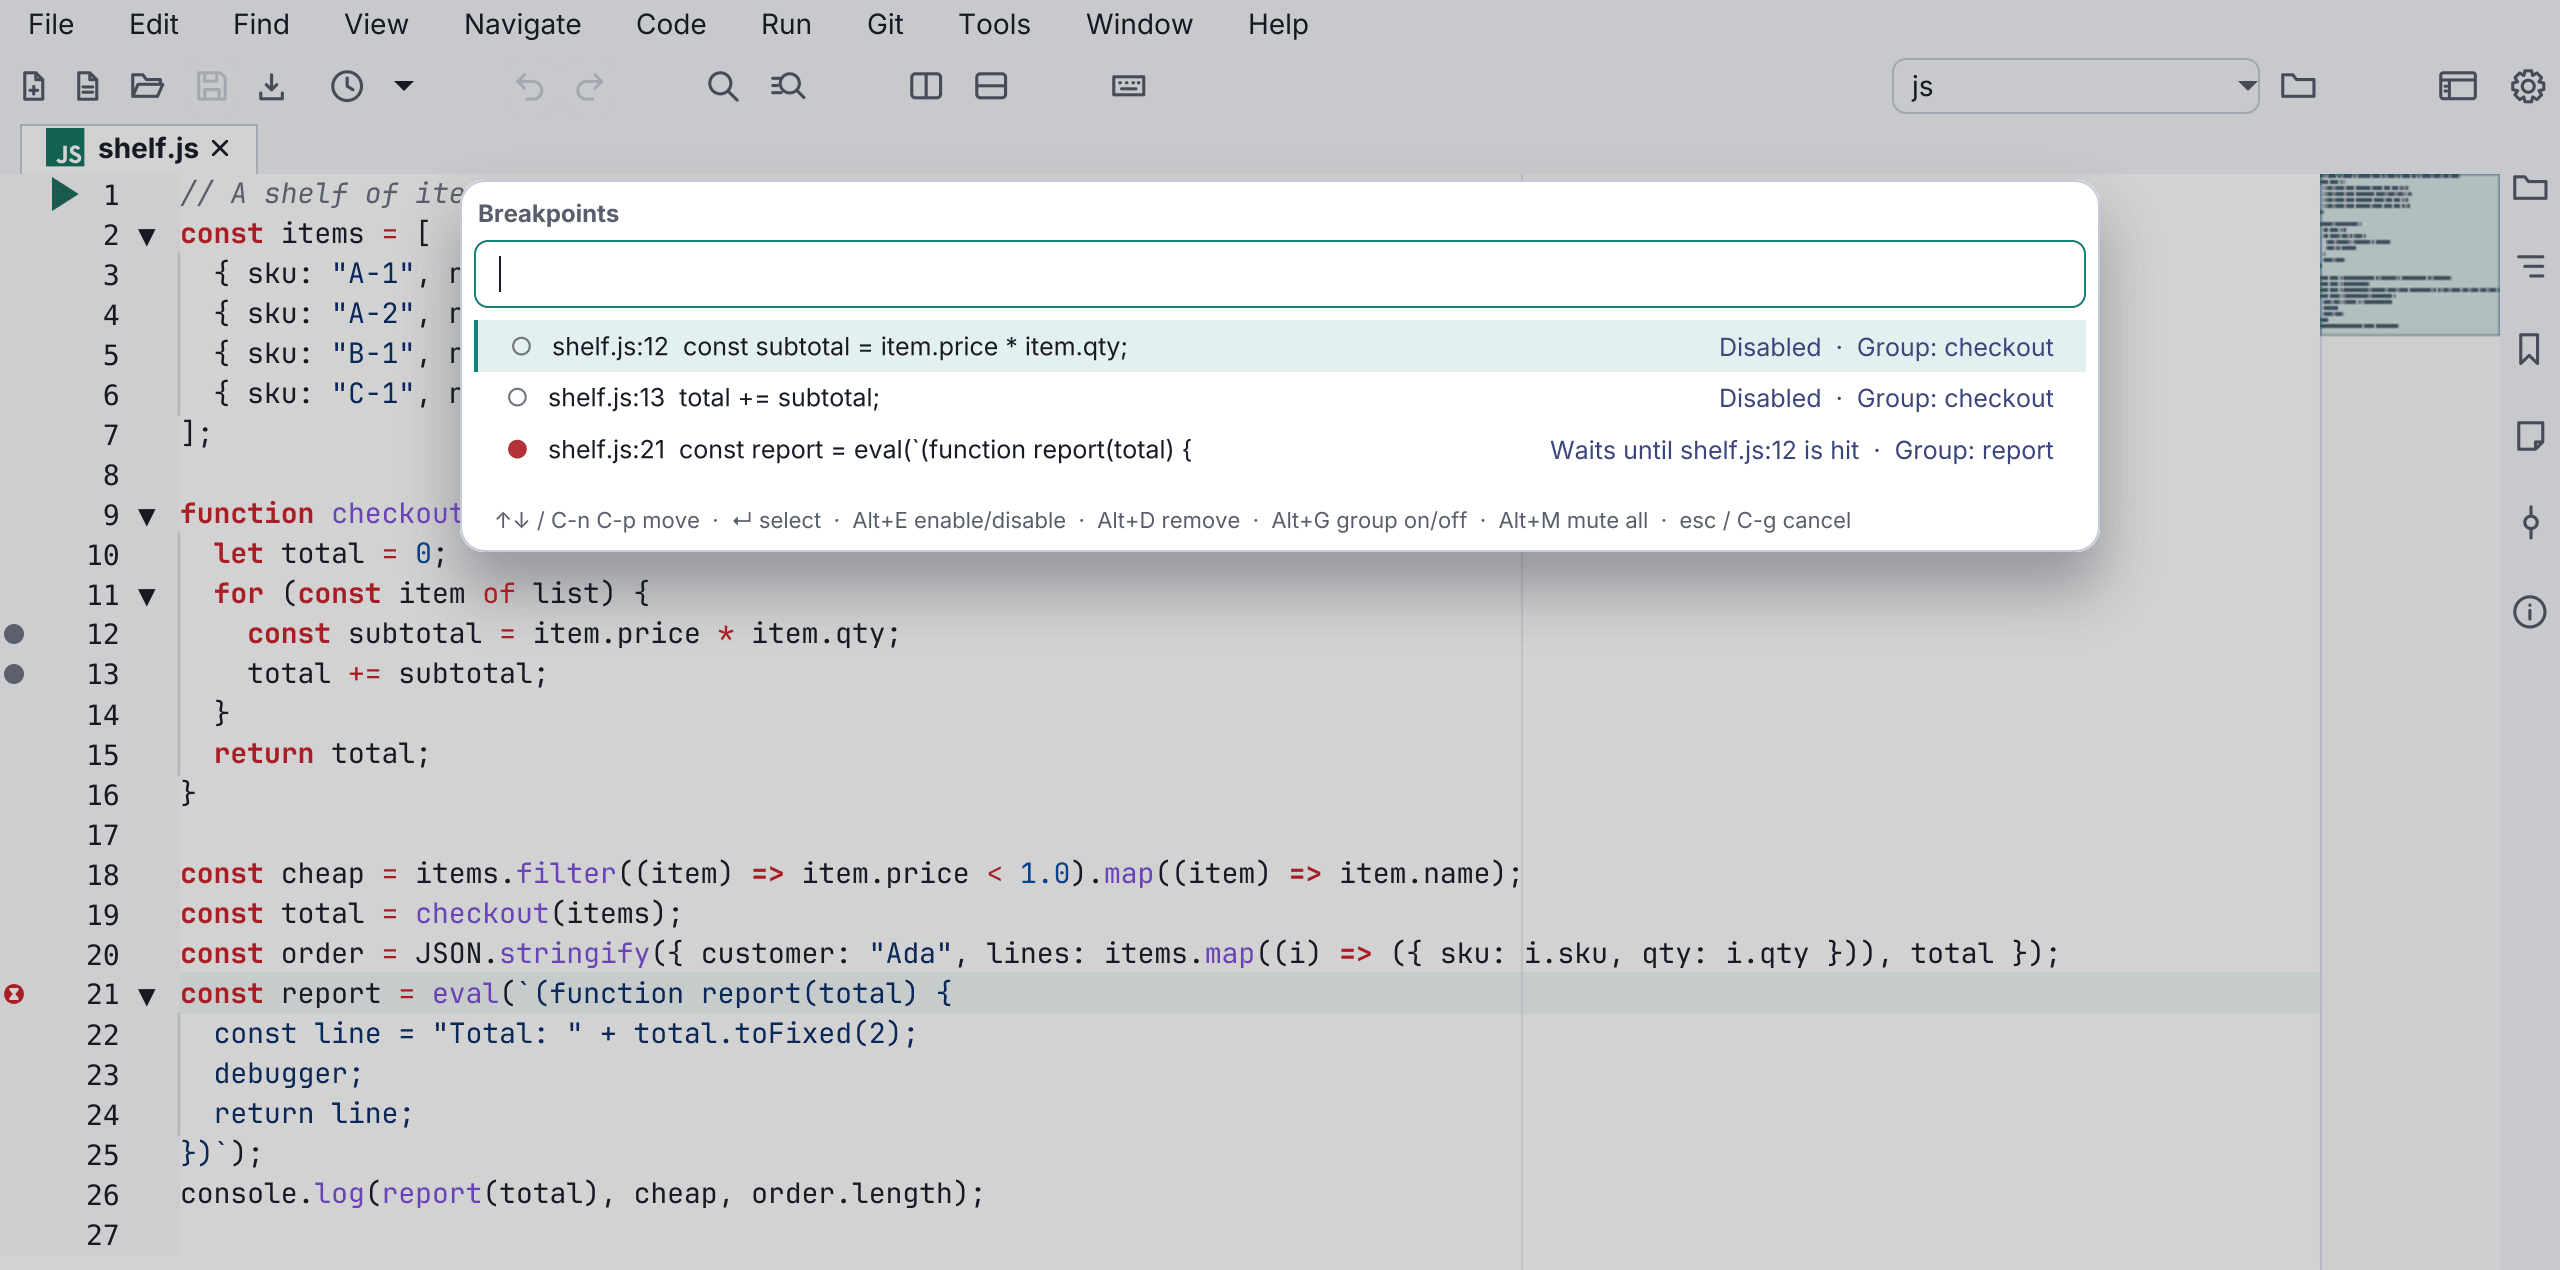 File Edit Find View Navigate Code Run Git Tools Window Help
js
JS shelf.js
Breakpoints
shelf.js:12 const subtotal = item.price * item.qty; Disabled · Group: checkout
shelf.js:13 total += subtotal; Disabled · Group: checkout
shelf.js:21 const report = eval(`(function report(total) { Waits until shelf.js:12 is hit · Group: report
↑↓ / C-n C-p move · ↵ select · Alt+E enable/disable · Alt+D remove · Alt+G group on/off · Alt+M mute all · esc / C-g cancel
1 // A shelf of ite
2 const items = [
3 { sku: "A-1", n
4 { sku: "A-2", n
5 { sku: "B-1", n
6 { sku: "C-1", n
7 ];
8
9 function checkout
10 let total = 0;
11 for (const item of list) {
12 const subtotal = item.price * item.qty;
13 total += subtotal;
14 }
15 return total;
16 }
17
18 const cheap = items.filter((item) => item.price < 1.0).map((item) => item.name);
19 const total = checkout(items);
20 const order = JSON.stringify({ customer: "Ada", lines: items.map((i) => ({ sku: i.sku, qty: i.qty })), total });
21 const report = eval(`(function report(total) {
22 const line = "Total: " + total.toFixed(2);
23 debugger;
24 return line;
25 })`);
26 console.log(report(total), cheap, order.length);
27